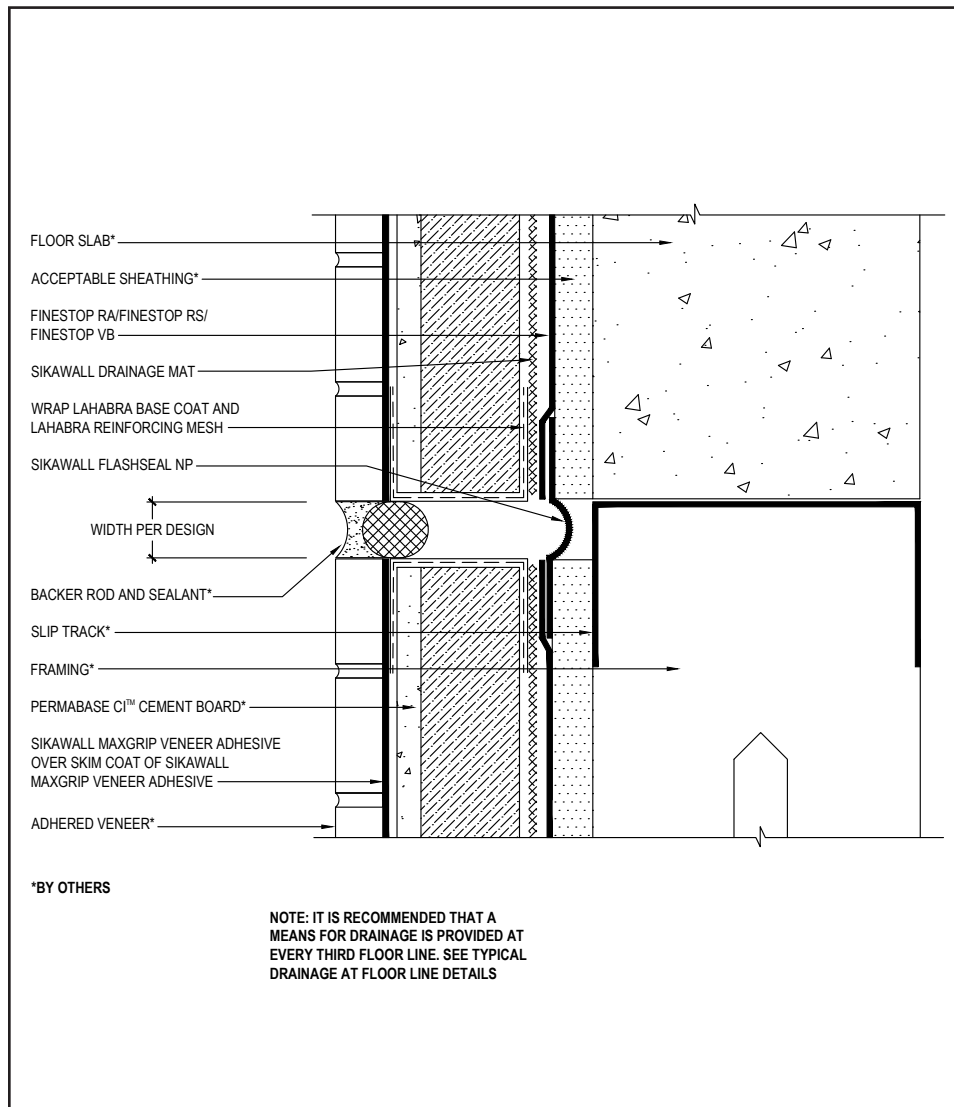 FLOOR SLAB*
ACCEPTABLE SHEATHING*
FINESTOP RA/FINESTOP RS/
FINESTOP VB
SIKAWALL DRAINAGE MAT
WRAP LAHABRA BASE COAT AND
LAHABRA REINFORCING MESH
SIKAWALL FLASHSEAL NP
WIDTH PER DESIGN
BACKER ROD AND SEALANT*
SLIP TRACK*
FRAMING*
PERMABASE CI™ CEMENT BOARD*
SIKAWALL MAXGRIP VENEER ADHESIVE
OVER SKIM COAT OF SIKAWALL
MAXGRIP VENEER ADHESIVE
ADHERED VENEER*
*BY OTHERS
NOTE: IT IS RECOMMENDED THAT A
MEANS FOR DRAINAGE IS PROVIDED AT
EVERY THIRD FLOOR LINE. SEE TYPICAL
DRAINAGE AT FLOOR LINE DETAILS